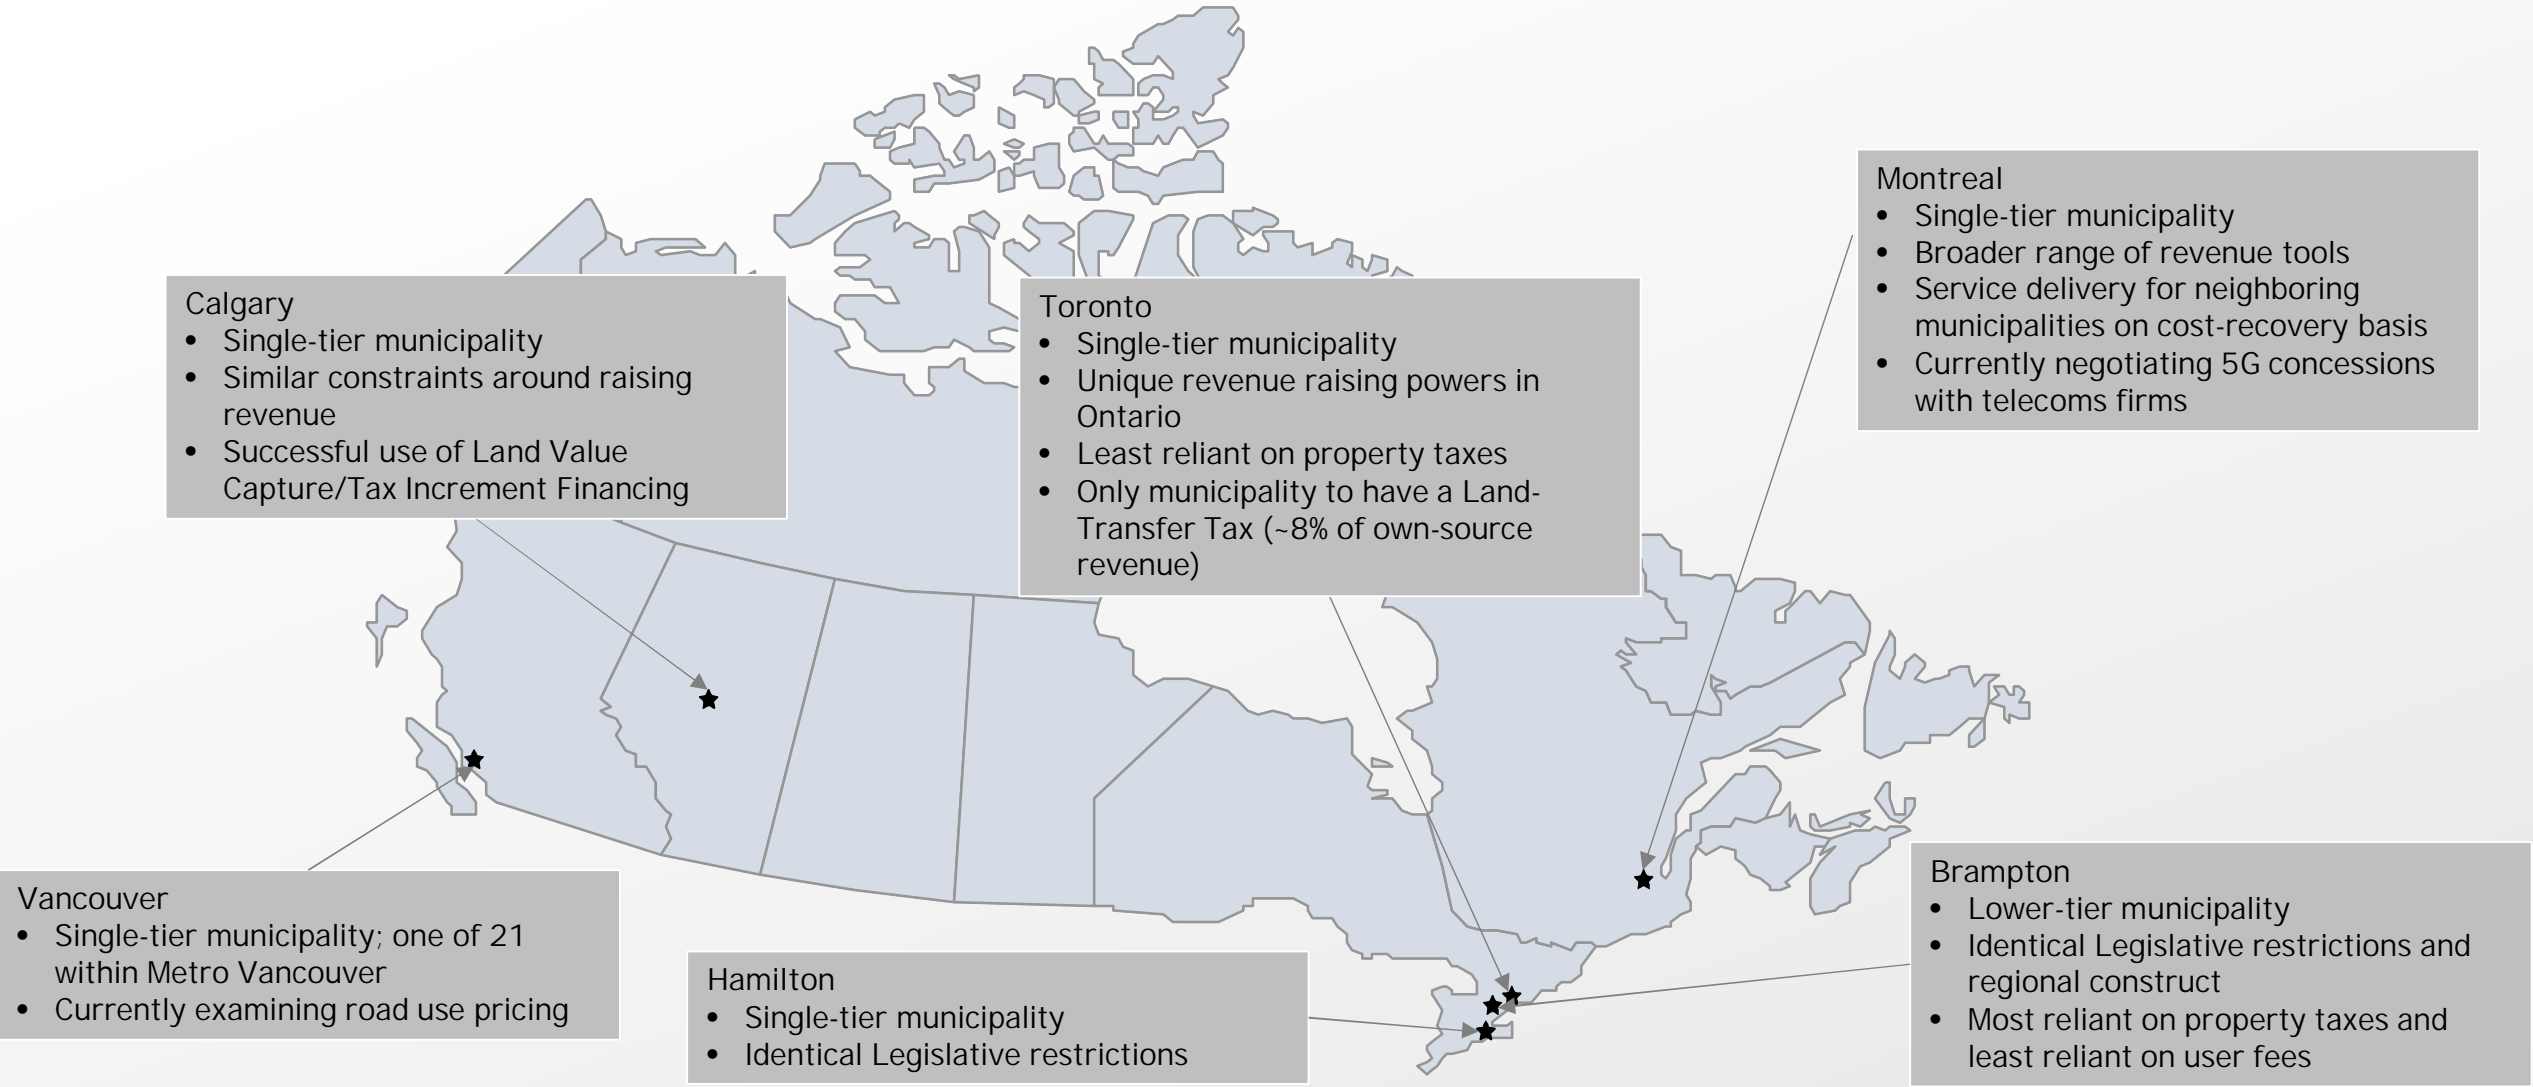 Calgary
• Single-tier municipality
• Similar constraints around raising
revenue
• Successful use of Land Value
Capture/Tax Increment Financing
Toronto
• Single-tier municipality
• Unique revenue raising powers in
Ontario
• Least reliant on property taxes
• Only municipality to have a Land-
Transfer Tax (~8% of own-source
revenue)
Montreal
• Single-tier municipality
• Broader range of revenue tools
• Service delivery for neighboring
municipalities on cost-recovery basis
• Currently negotiating 5G concessions
with telecoms firms
Vancouver
• Single-tier municipality; one of 21
within Metro Vancouver
• Currently examining road use pricing
Hamilton
• Single-tier municipality
• Identical Legislative restrictions
Brampton
• Lower-tier municipality
• Identical Legislative restrictions and
regional construct
• Most reliant on property taxes and
least reliant on user fees